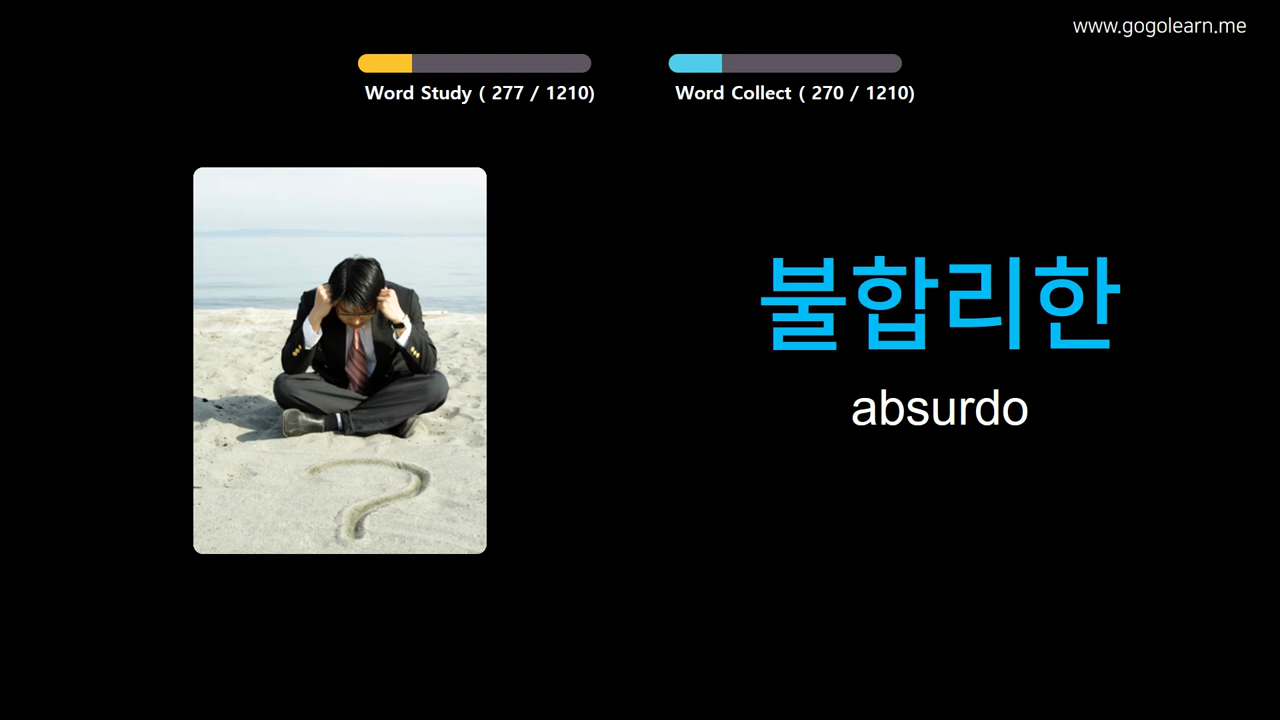 www.gogolearn.me
Word Study ( 277 / 1210)
Word Collect ( 270 / 1210)
불합리한
absurdo
?